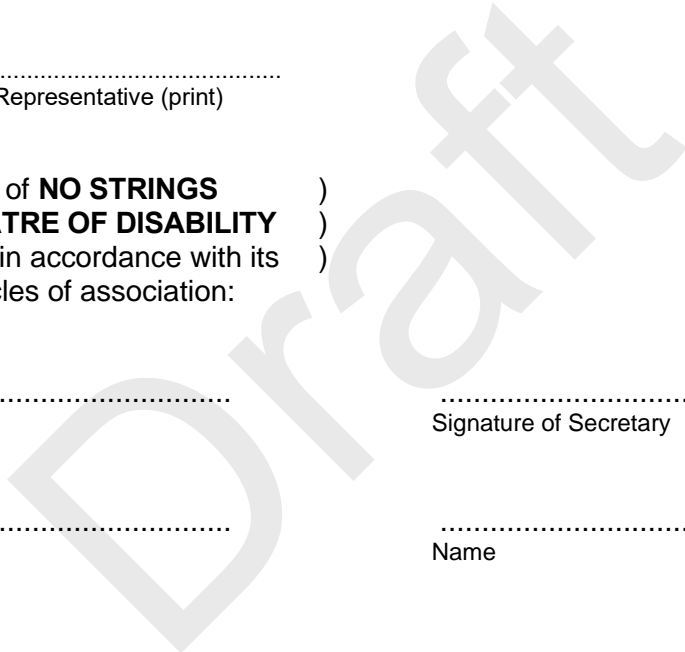 ........................................
Representative (print)
of NO STRINGS )
ATRE OF DISABILITY )
in accordance with its )
cles of association:
............................ ..............................
Signature of Secretary
............................ ..............................
Name
Draft